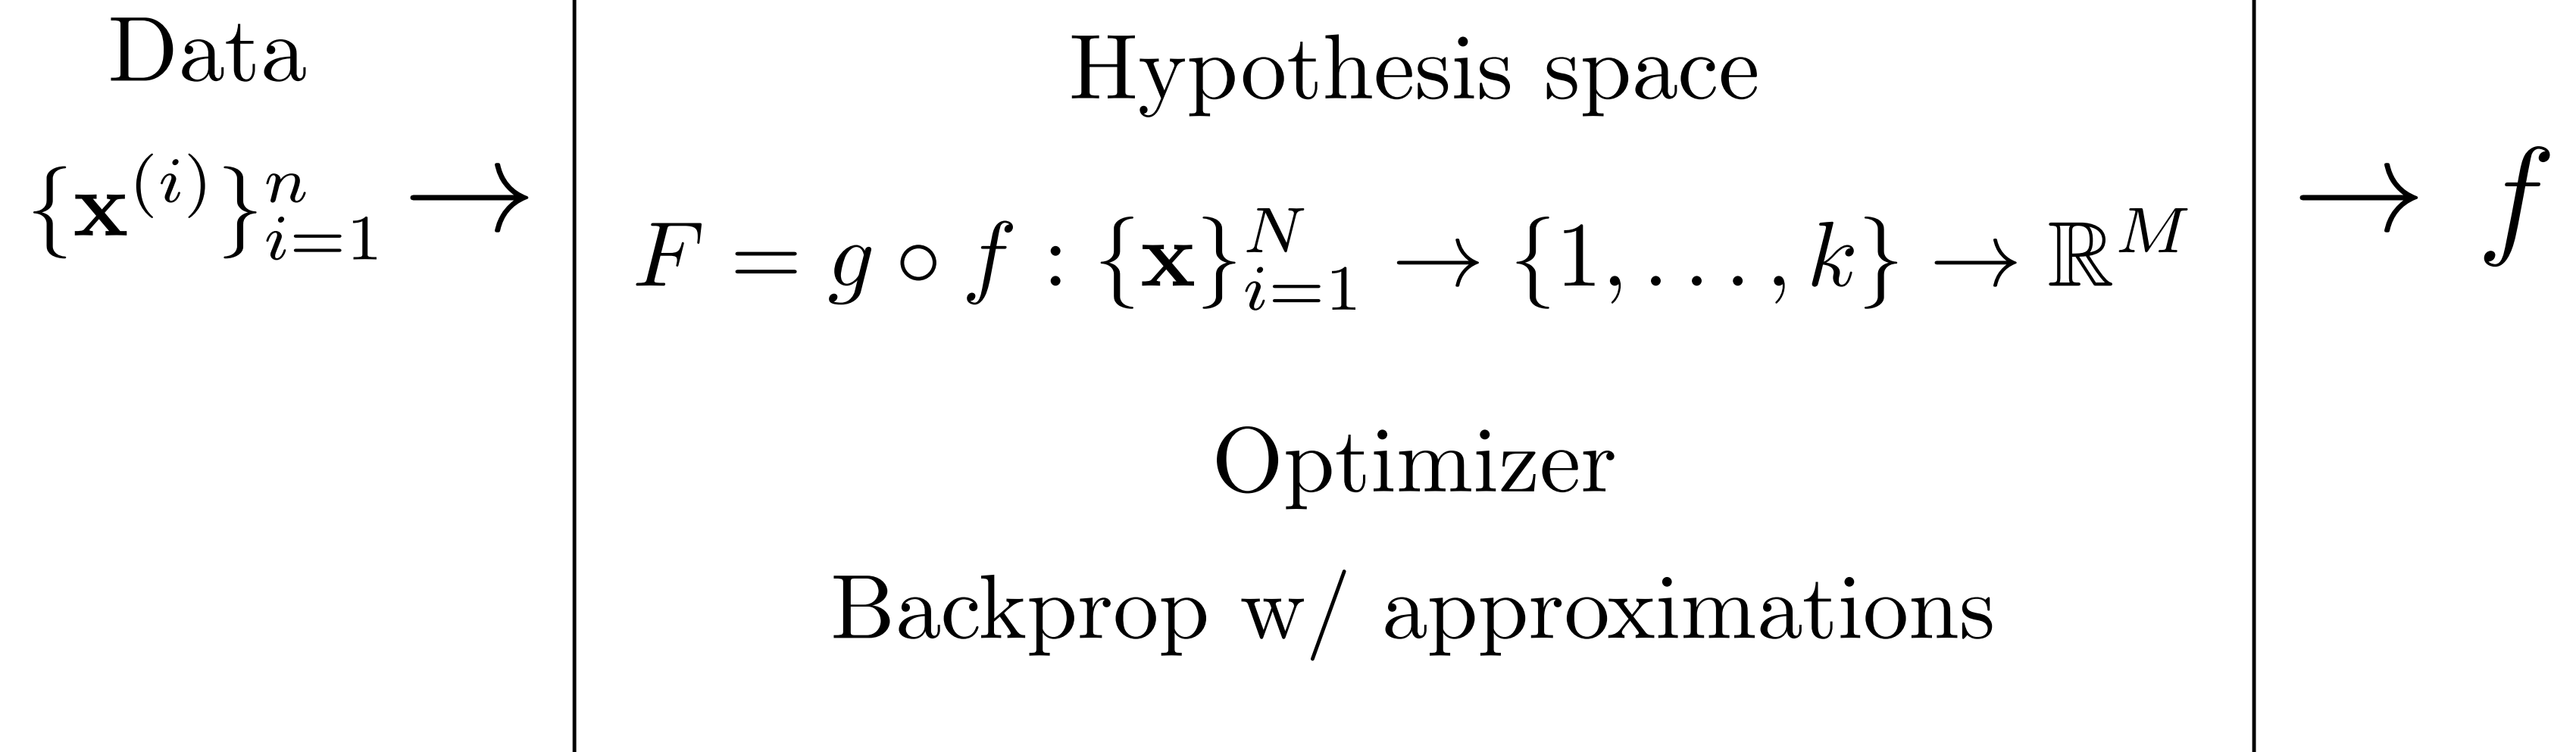 Data
{x^(i)}_{i=1}^n →
Hypothesis space
F = g ∘ f : {x}_{i=1}^N → {1, . . . , k} → ℝ^M
Optimizer
Backprop w/ approximations
→ f